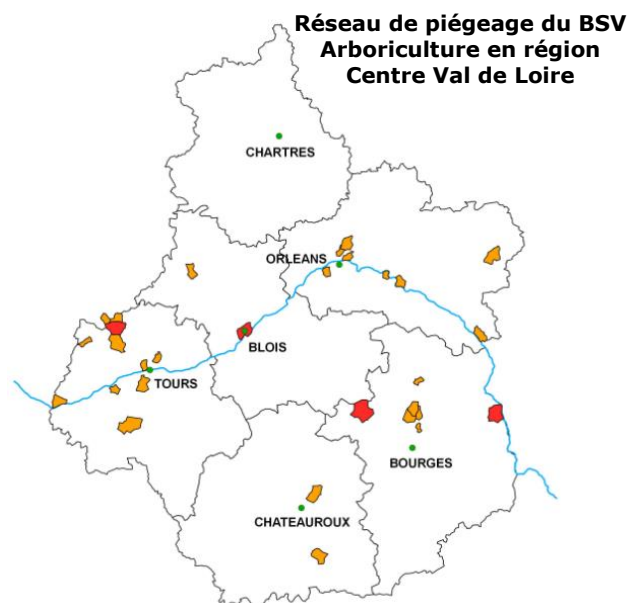 Réseau de piégeage du BSV
Arboriculture en région
Centre Val de Loire
CHARTRES
ORLEANS
BLOIS
TOURS
BOURGES
CHATEAUROUX